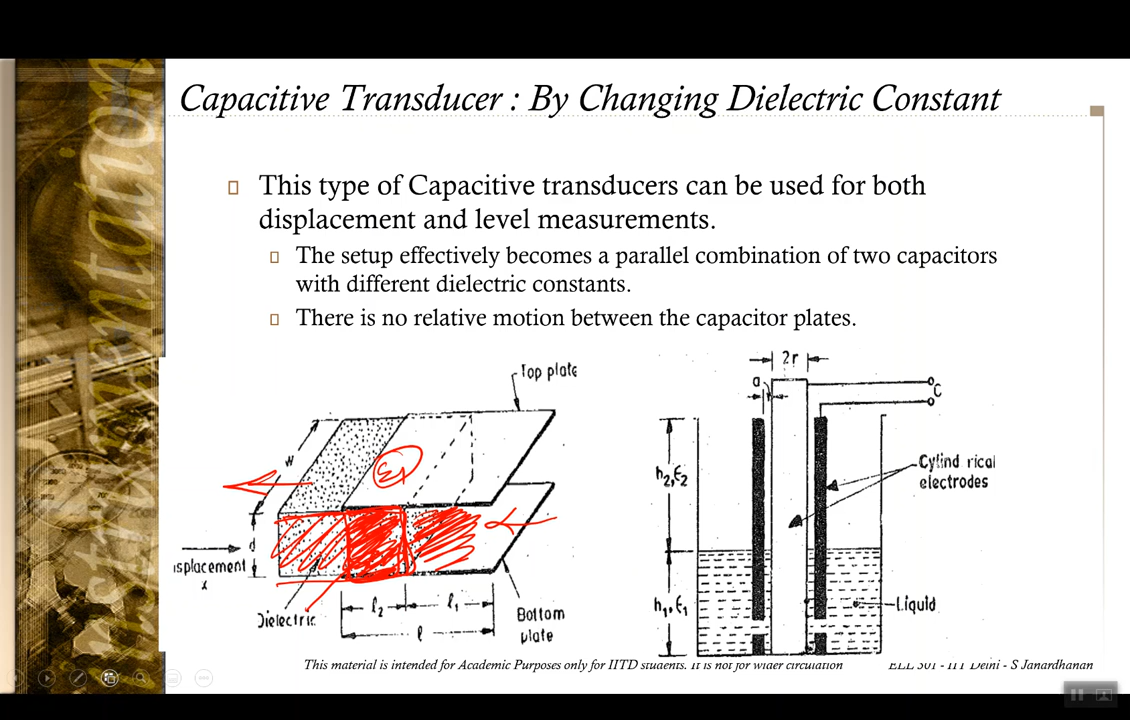 Capacitive Transducer : By Changing Dielectric Constant
This type of Capacitive transducers can be used for both
displacement and level measurements.
The setup effectively becomes a parallel combination of two capacitors
with different dielectric constants.
There is no relative motion between the capacitor plates.
Top plate
w
ε1
d
isplacement
x
Dielectric
l2
l1
l
Bottom
plate
2r
a
C
h2,ε2
Cylindrical
electrodes
h1,ε1
Liquid
This material is intended for Academic Purposes only for IITD students. It is not for wider circulation
ELL 301 - IIT Delhi - S Janardhanan